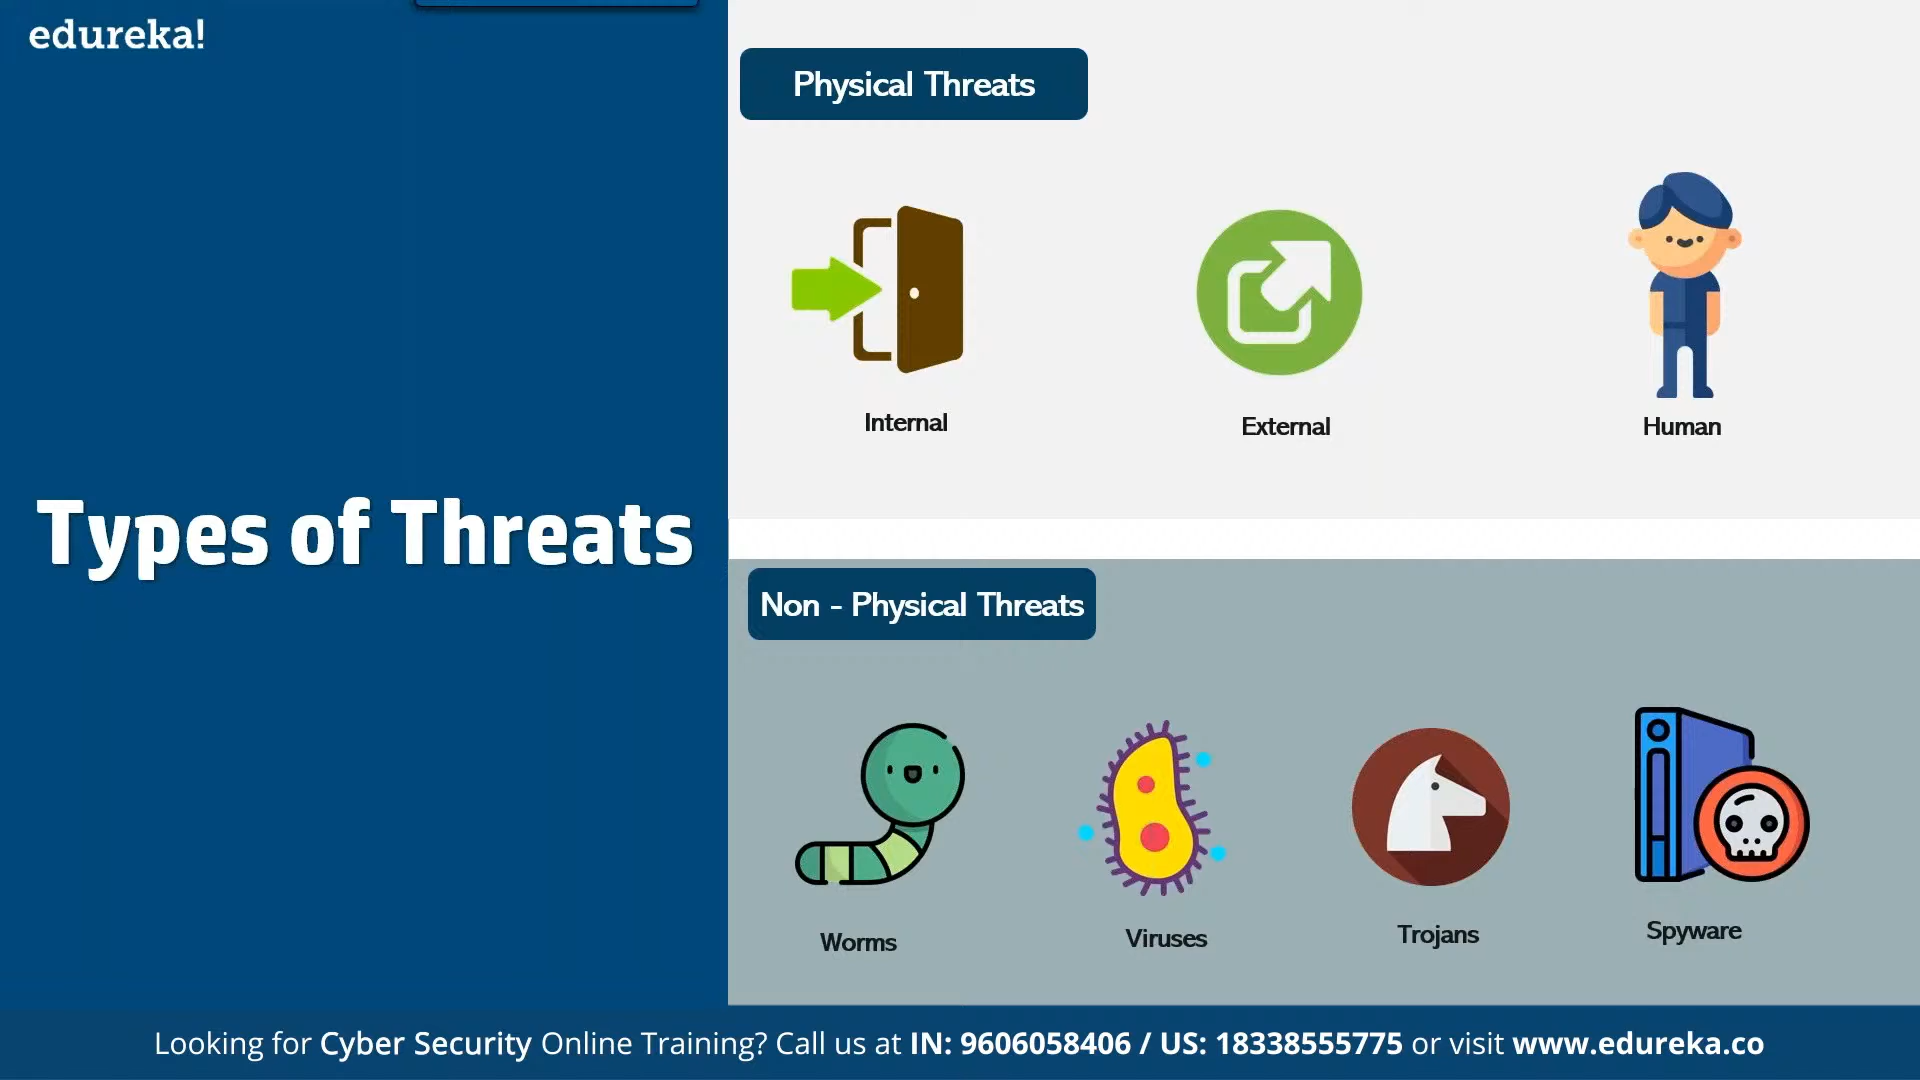 edureka!
Types of Threats
Physical Threats
Internal
External
Human
Non - Physical Threats
Worms
Viruses
Trojans
Spyware
Looking for Cyber Security Online Training? Call us at IN: 9606058406 / US: 18338555775 or visit www.edureka.co